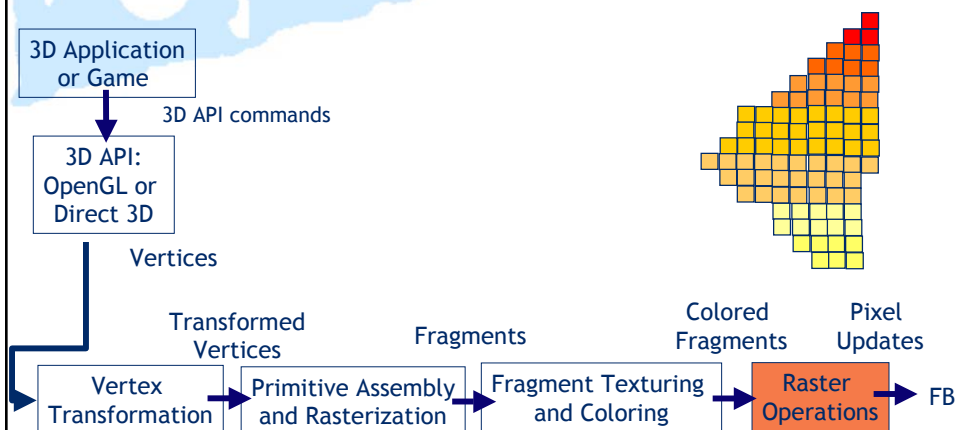 3D Application
or Game
3D API commands
3D API:
OpenGL or
Direct 3D
Vertices
Transformed
Vertices
Fragments
Colored
Fragments
Pixel
Updates
Vertex
Transformation
Primitive Assembly
and Rasterization
Fragment Texturing
and Coloring
Raster
Operations
FB